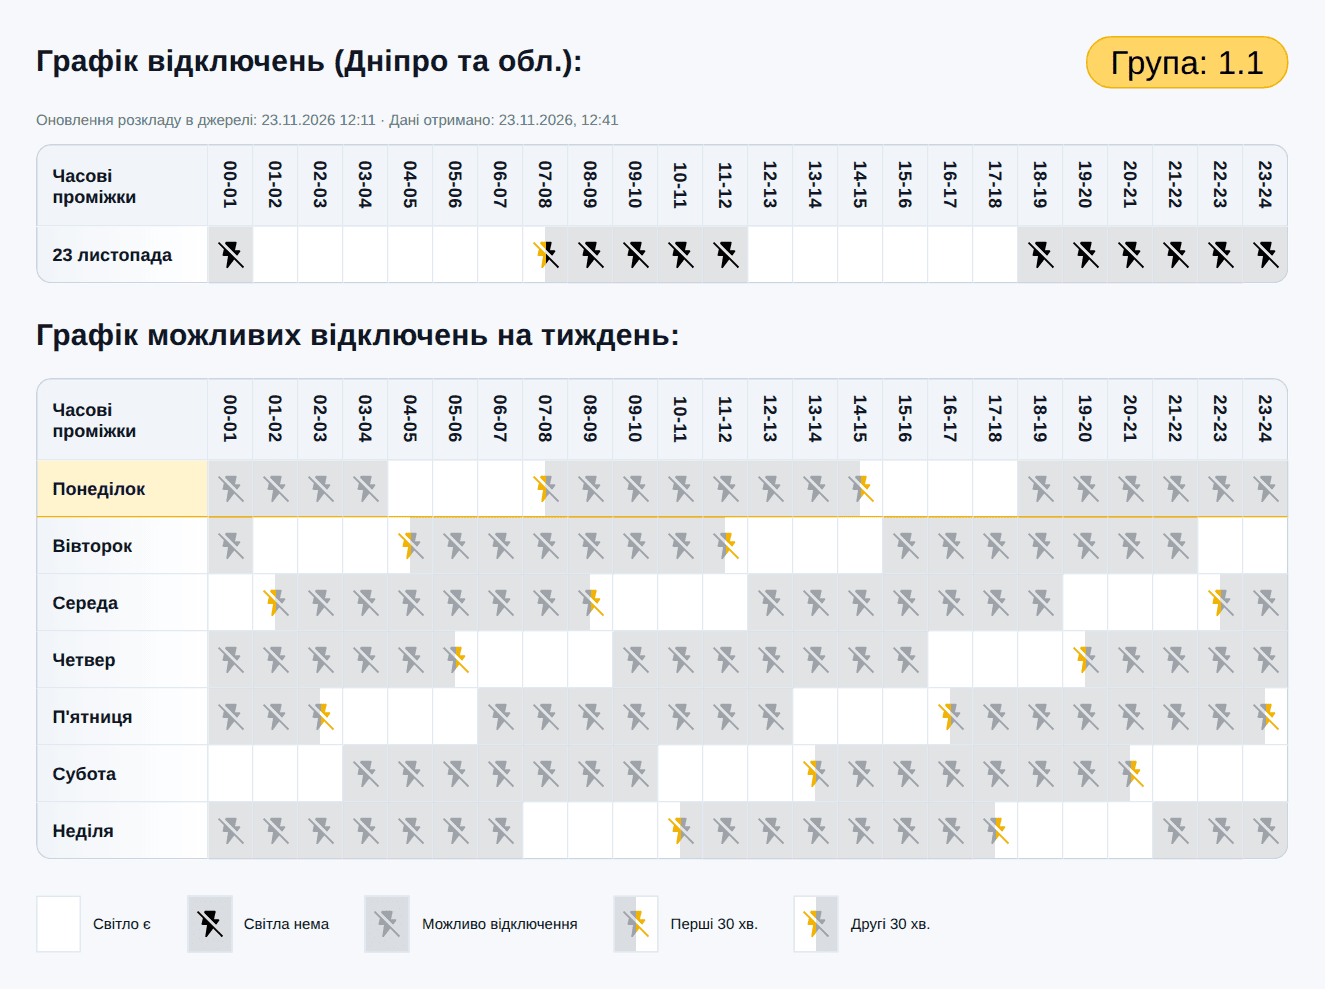 Графік відключень (Дніпро та обл.):
Група: 1.1
Оновлення розкладу в джерелі: 23.11.2026 12:11 · Дані отримано: 23.11.2026, 12:41
Часові
проміжки
00-01 01-02 02-03 03-04 04-05 05-06 06-07 07-08 08-09 09-10 10-11 11-12 12-13 13-14 14-15 15-16 16-17 17-18 18-19 19-20 20-21 21-22 22-23 23-24
23 листопада
Графік можливих відключень на тиждень:
Часові
проміжки
00-01 01-02 02-03 03-04 04-05 05-06 06-07 07-08 08-09 09-10 10-11 11-12 12-13 13-14 14-15 15-16 16-17 17-18 18-19 19-20 20-21 21-22 22-23 23-24
Понеділок
Вівторок
Середа
Четвер
П'ятниця
Субота
Неділя
Світло є
Світла нема
Можливо відключення
Перші 30 хв.
Другі 30 хв.